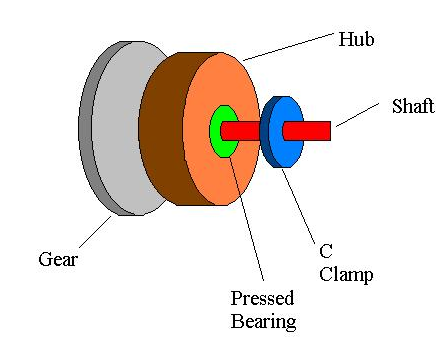 Hub
Shaft
Gear
C
Clamp
Pressed
Bearing